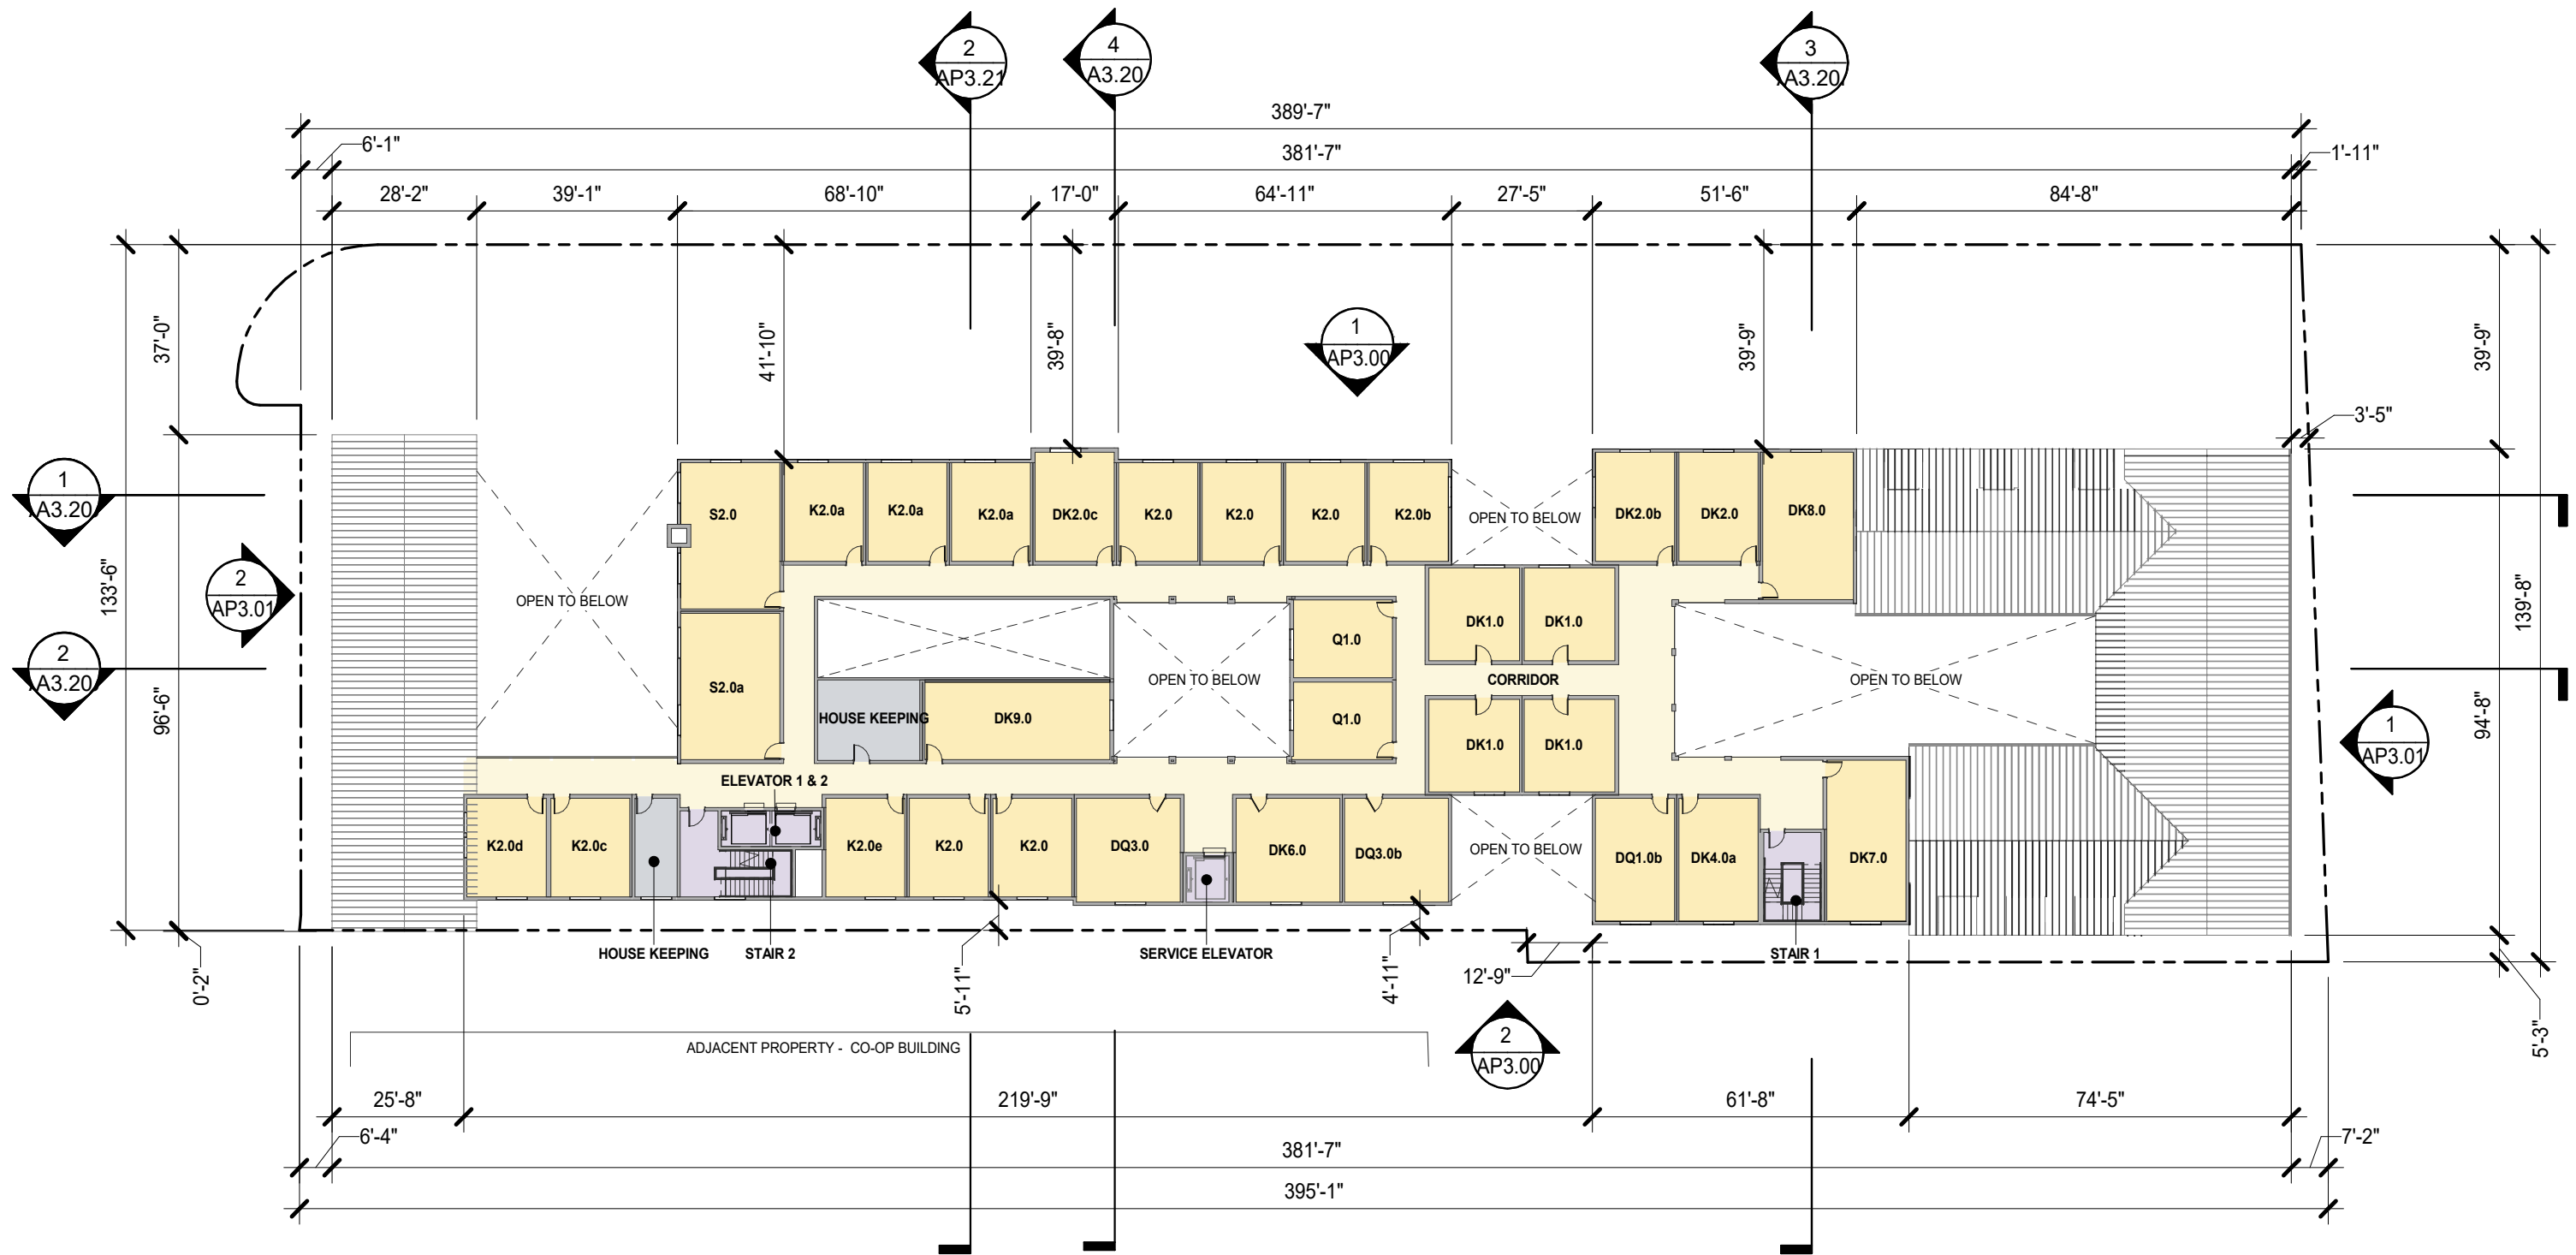 2
AP3.21
4
A3.20
3
A3.20
389'-7"
6'-1"
381'-7"
1'-11"
28'-2"
39'-1"
68'-10"
17'-0"
64'-11"
27'-5"
51'-6"
84'-8"
37'-0"
41'-10"
39'-8"
1
AP3.00
39'-9"
39'-9"
3'-5"
1
A3.20
S2.0
K2.0a
K2.0a
K2.0a
DK2.0c
K2.0
K2.0
K2.0
K2.0b
OPEN TO BELOW
DK2.0b
DK2.0
DK8.0
133'-6"
2
AP3.01
OPEN TO BELOW
139'-8"
DK1.0
DK1.0
Q1.0
2
A3.20
96'-6"
S2.0a
OPEN TO BELOW
CORRIDOR
OPEN TO BELOW
HOUSE KEEPING
DK9.0
Q1.0
94'-8"
1
AP3.01
DK1.0
DK1.0
ELEVATOR 1 & 2
K2.0d
K2.0c
K2.0e
K2.0
K2.0
DQ3.0
DK6.0
DQ3.0b
OPEN TO BELOW
DQ1.0b
DK4.0a
DK7.0
HOUSE KEEPING
STAIR 2
SERVICE ELEVATOR
STAIR 1
0'-2"
5'-11"
4'-11"
12'-9"
5'-3"
ADJACENT PROPERTY - CO-OP BUILDING
2
AP3.00
25'-8"
219'-9"
61'-8"
74'-5"
6'-4"
7'-2"
381'-7"
395'-1"